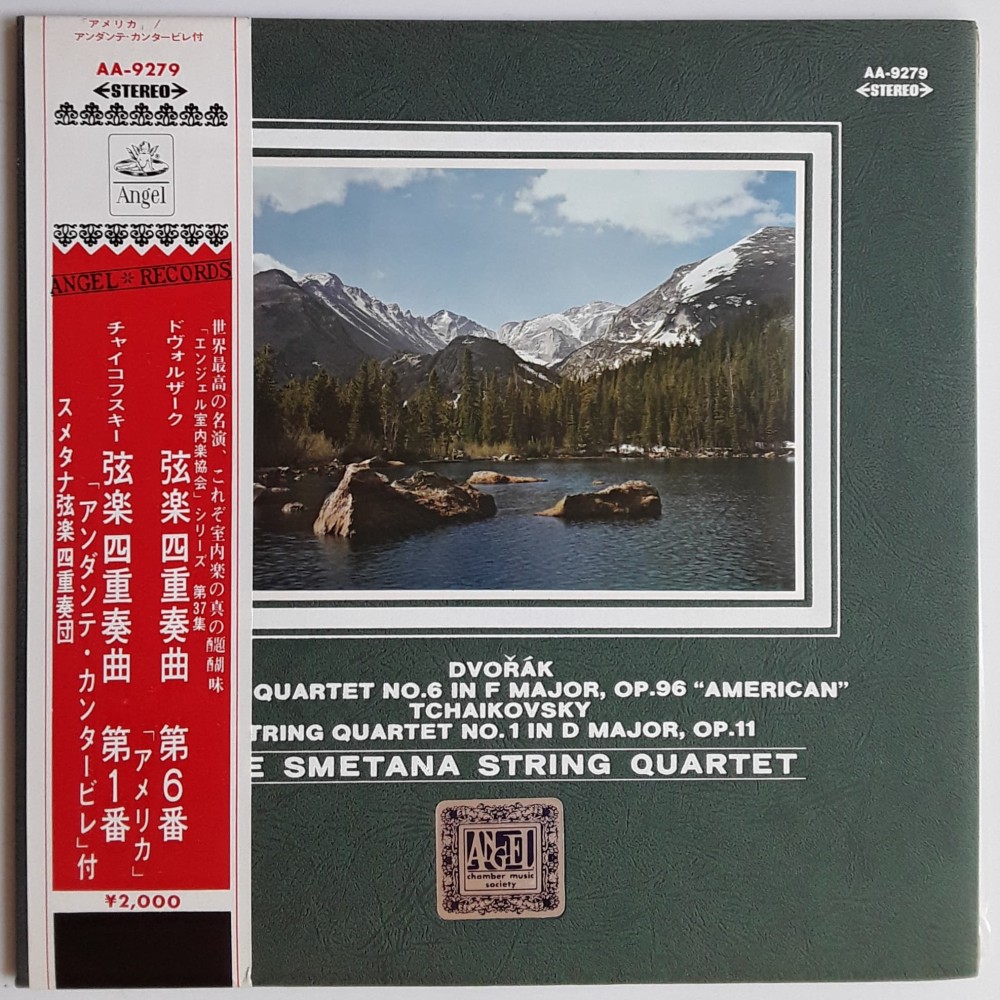 「アメリカ」/
アンダンテ・カンタービレ付
AA-9279
STEREO
Angel
ANGEL * RECORDS
世界最高の名演、これぞ室内楽の真の醍醐味
「エンジェル室内楽協会」シリーズ 第37集
ドヴォルザーク 弦楽四重奏曲 第6番
「アメリカ」
チャイコフスキー 弦楽四重奏曲 第1番
「アンダンテ・カンタービレ」付
スメタナ弦楽四重奏団
¥2,000
AA-9279
STEREO
DVOŘÁK
QUARTET NO.6 IN F MAJOR, OP.96 “AMERICAN”
TCHAIKOVSKY
TRING QUARTET NO.1 IN D MAJOR, OP.11
E SMETANA STRING QUARTET
ANGEL
chamber music
society